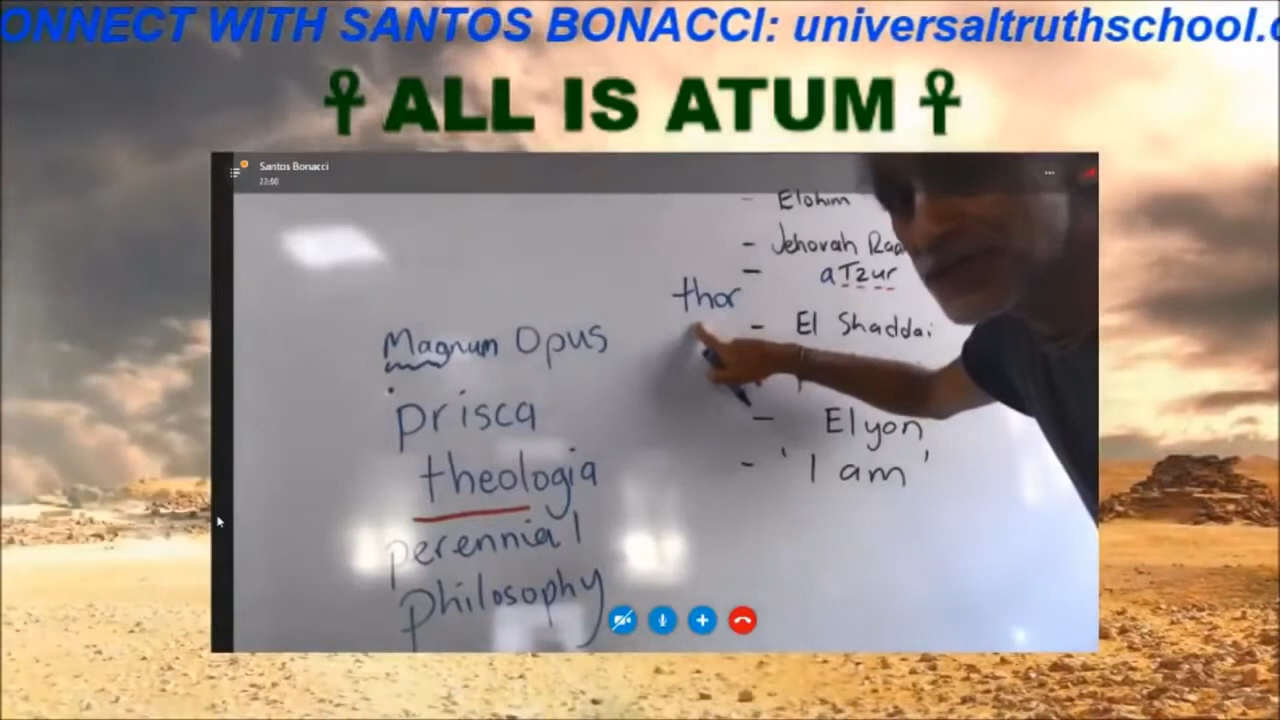 ONNECT WITH SANTOS BONACCI: universaltruthschool.c
☥ ALL IS ATUM ☥
Santos Bonacci
- Elohim
- Jehovah
- aTzur
thor
- El Shaddai
Magnum Opus
prisca
theologia
perennial
philosophy
- Elyon
- 'I am'